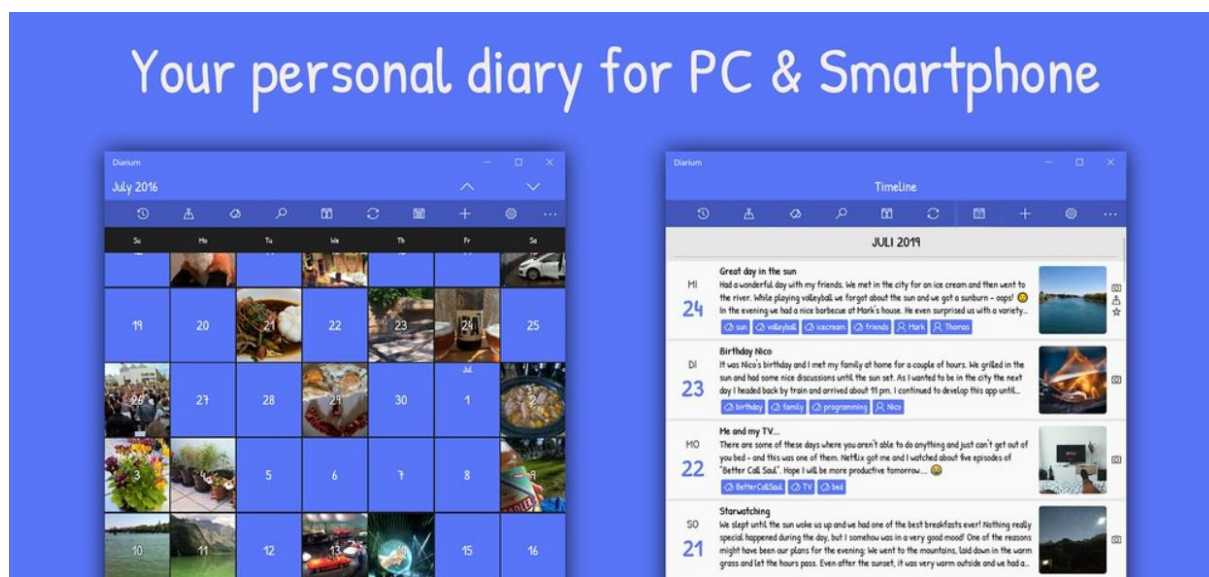 Your personal diary for PC & Smartphone
Diarium
July 2016
Su Mo Tu We Th Fr Sa
19 20 21 22 23 24 25
Jul
26 27 28 29 30 1 2
3 4 5 6 7 8 9
10 11 12 13 14 15 16
Diarium
Timeline
JULI 2019
Great day in the sun
MI
24
Had a wonderful day with my friends. We met in the city for an ice cream and then went to
the river. While playing volleyball we forgot about the sun and we got a sunburn - oops!
In the evening we had a nice barbecue at Mark's house. He even surprised us with a variety...
sun volleyball icecream friends Mark Thomas
Birthday Nico
DI
23
It was Nico's birthday and I met my family at home for a couple of hours. We grilled in the
sun and had some nice discussions until the sun set. As I wanted to be in the city the next
day I headed back by train and arrived about 11 pm. I continued to develop this app until...
birthday family programming Nico
Me and my TV...
MO
22
There are some of these days where you aren't able to do anything and just can't get out of
you bed - and this was one of them. Netflix got me and I watched about five episodes of
"Better Call Saul". Hope I will be more productive tomorrow....
BetterCallSaul TV bed
Starwatching
SO
21
We slept until the sun woke us up and we had one of the best breakfasts ever! Nothing really
special happened during the day, but I somehow was in a very good mood! One of the reasons
might have been our plans for the evening: We went to the mountains, laid down in the warm
grass and let the hours pass. Even after the sunset, it was very warm outside and we had a...